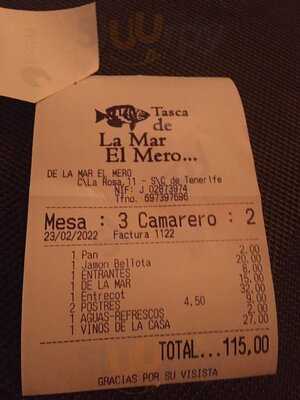 Tasca
de
La Mar
El Mero...
DE LA MAR EL MERO
C\La Rosa,11 - S\C de Tenerife
NIF: J 02813974
Tfno. 697397696
Mesa : 3 Camarero : 2
23/02/2022 Factura 1122
1 Pan 2,00
1 Jamon Bellota 20,00
1 ENTRANTES 8,00
1 DE LA MAR 15,00
1 Entrecot 32,00
2 POSTRES 4,50 9,00
1 AGUAS-REFRESCOS 2,00
1 VINOS DE LA CASA 27,00
TOTAL...115,00
GRACIAS POR SU VISISTA